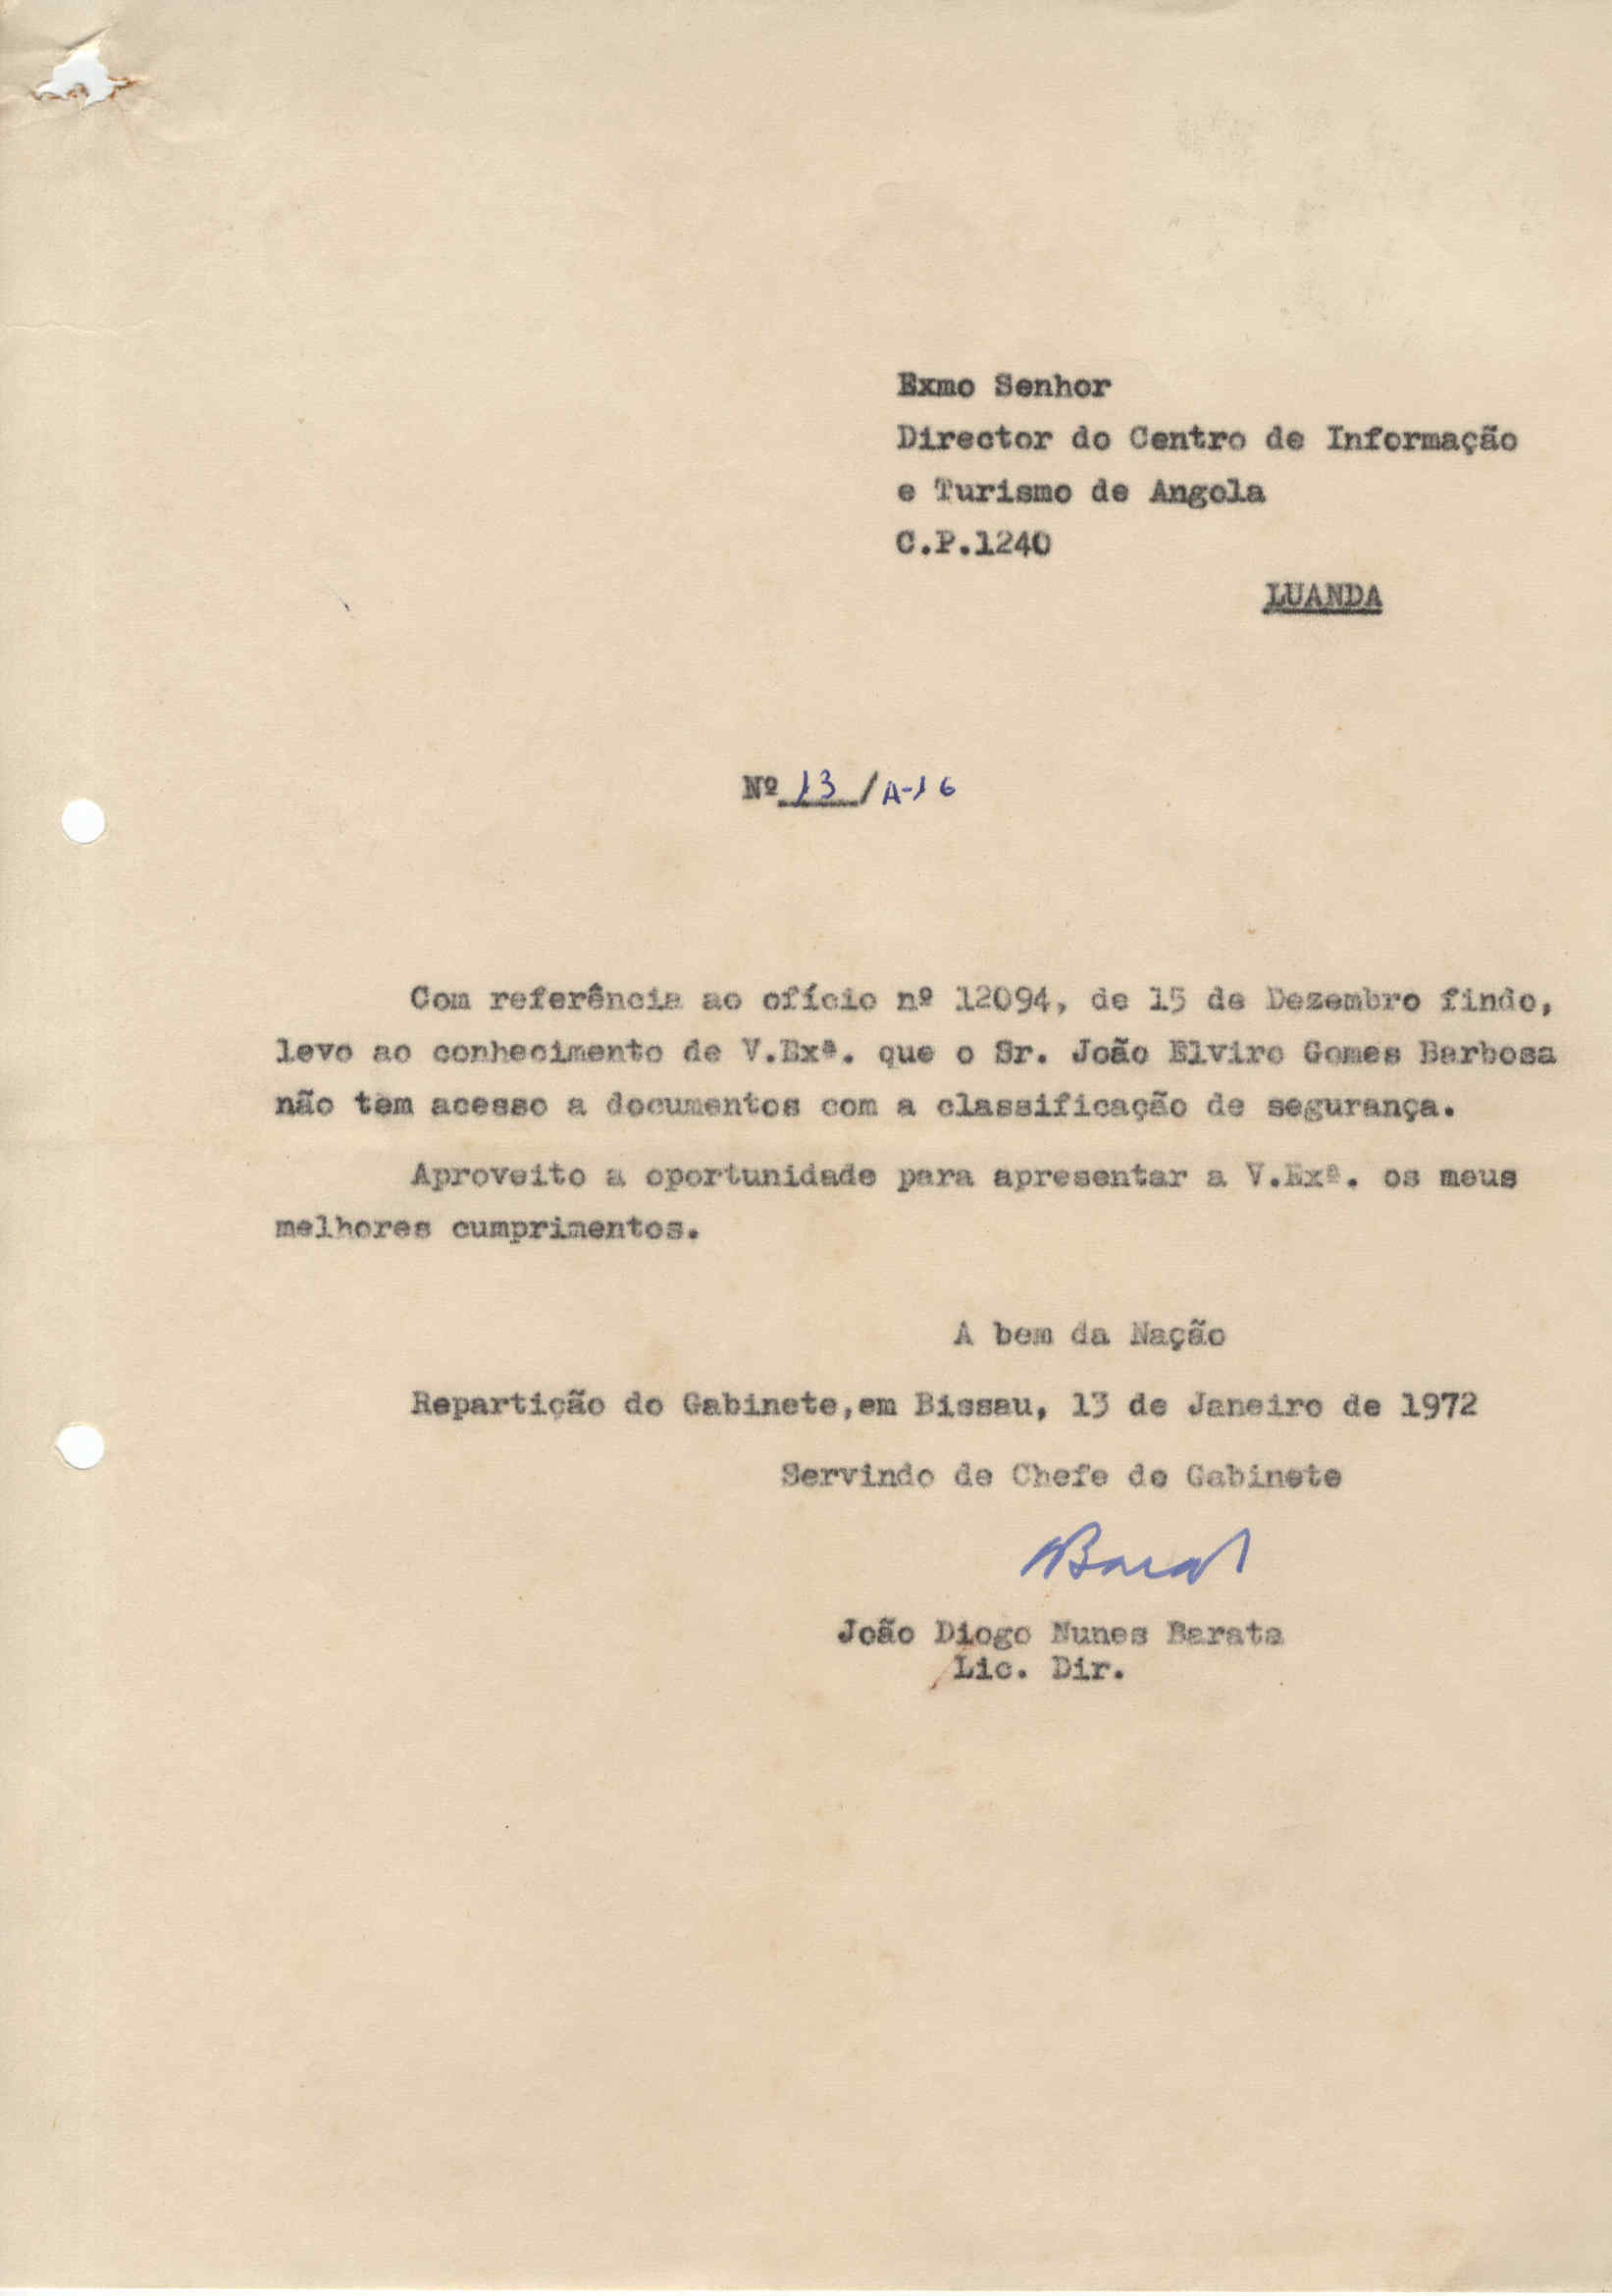 Exmo Senhor
Director do Centro de Informação
e Turismo de Angola
C.P.1240
LUANDA
Nº 13/A-16
Com referência ao ofício nº 12094, de 15 de Dezembro findo,
levo ao conhecimento de V.Exª. que o Sr. João Elviro Gomes Barbosa
não tem acesso a documentos com a classificação de segurança.
Aproveito a oportunidade para apresentar a V.Exª. os meus
melhores cumprimentos.
A bem da Nação
Repartição do Gabinete,em Bissau, 13 de Janeiro de 1972
Servindo de Chefe de Gabinete
Barat
João Diogo Nunes Barata
Lic. Dir.